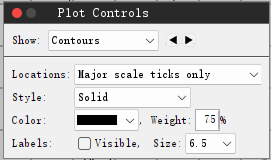 Plot Controls
Show: Contours
Locations: Major scale ticks only
Style: Solid
Color: , Weight: 75 %
Labels: Visible, Size: 6.5